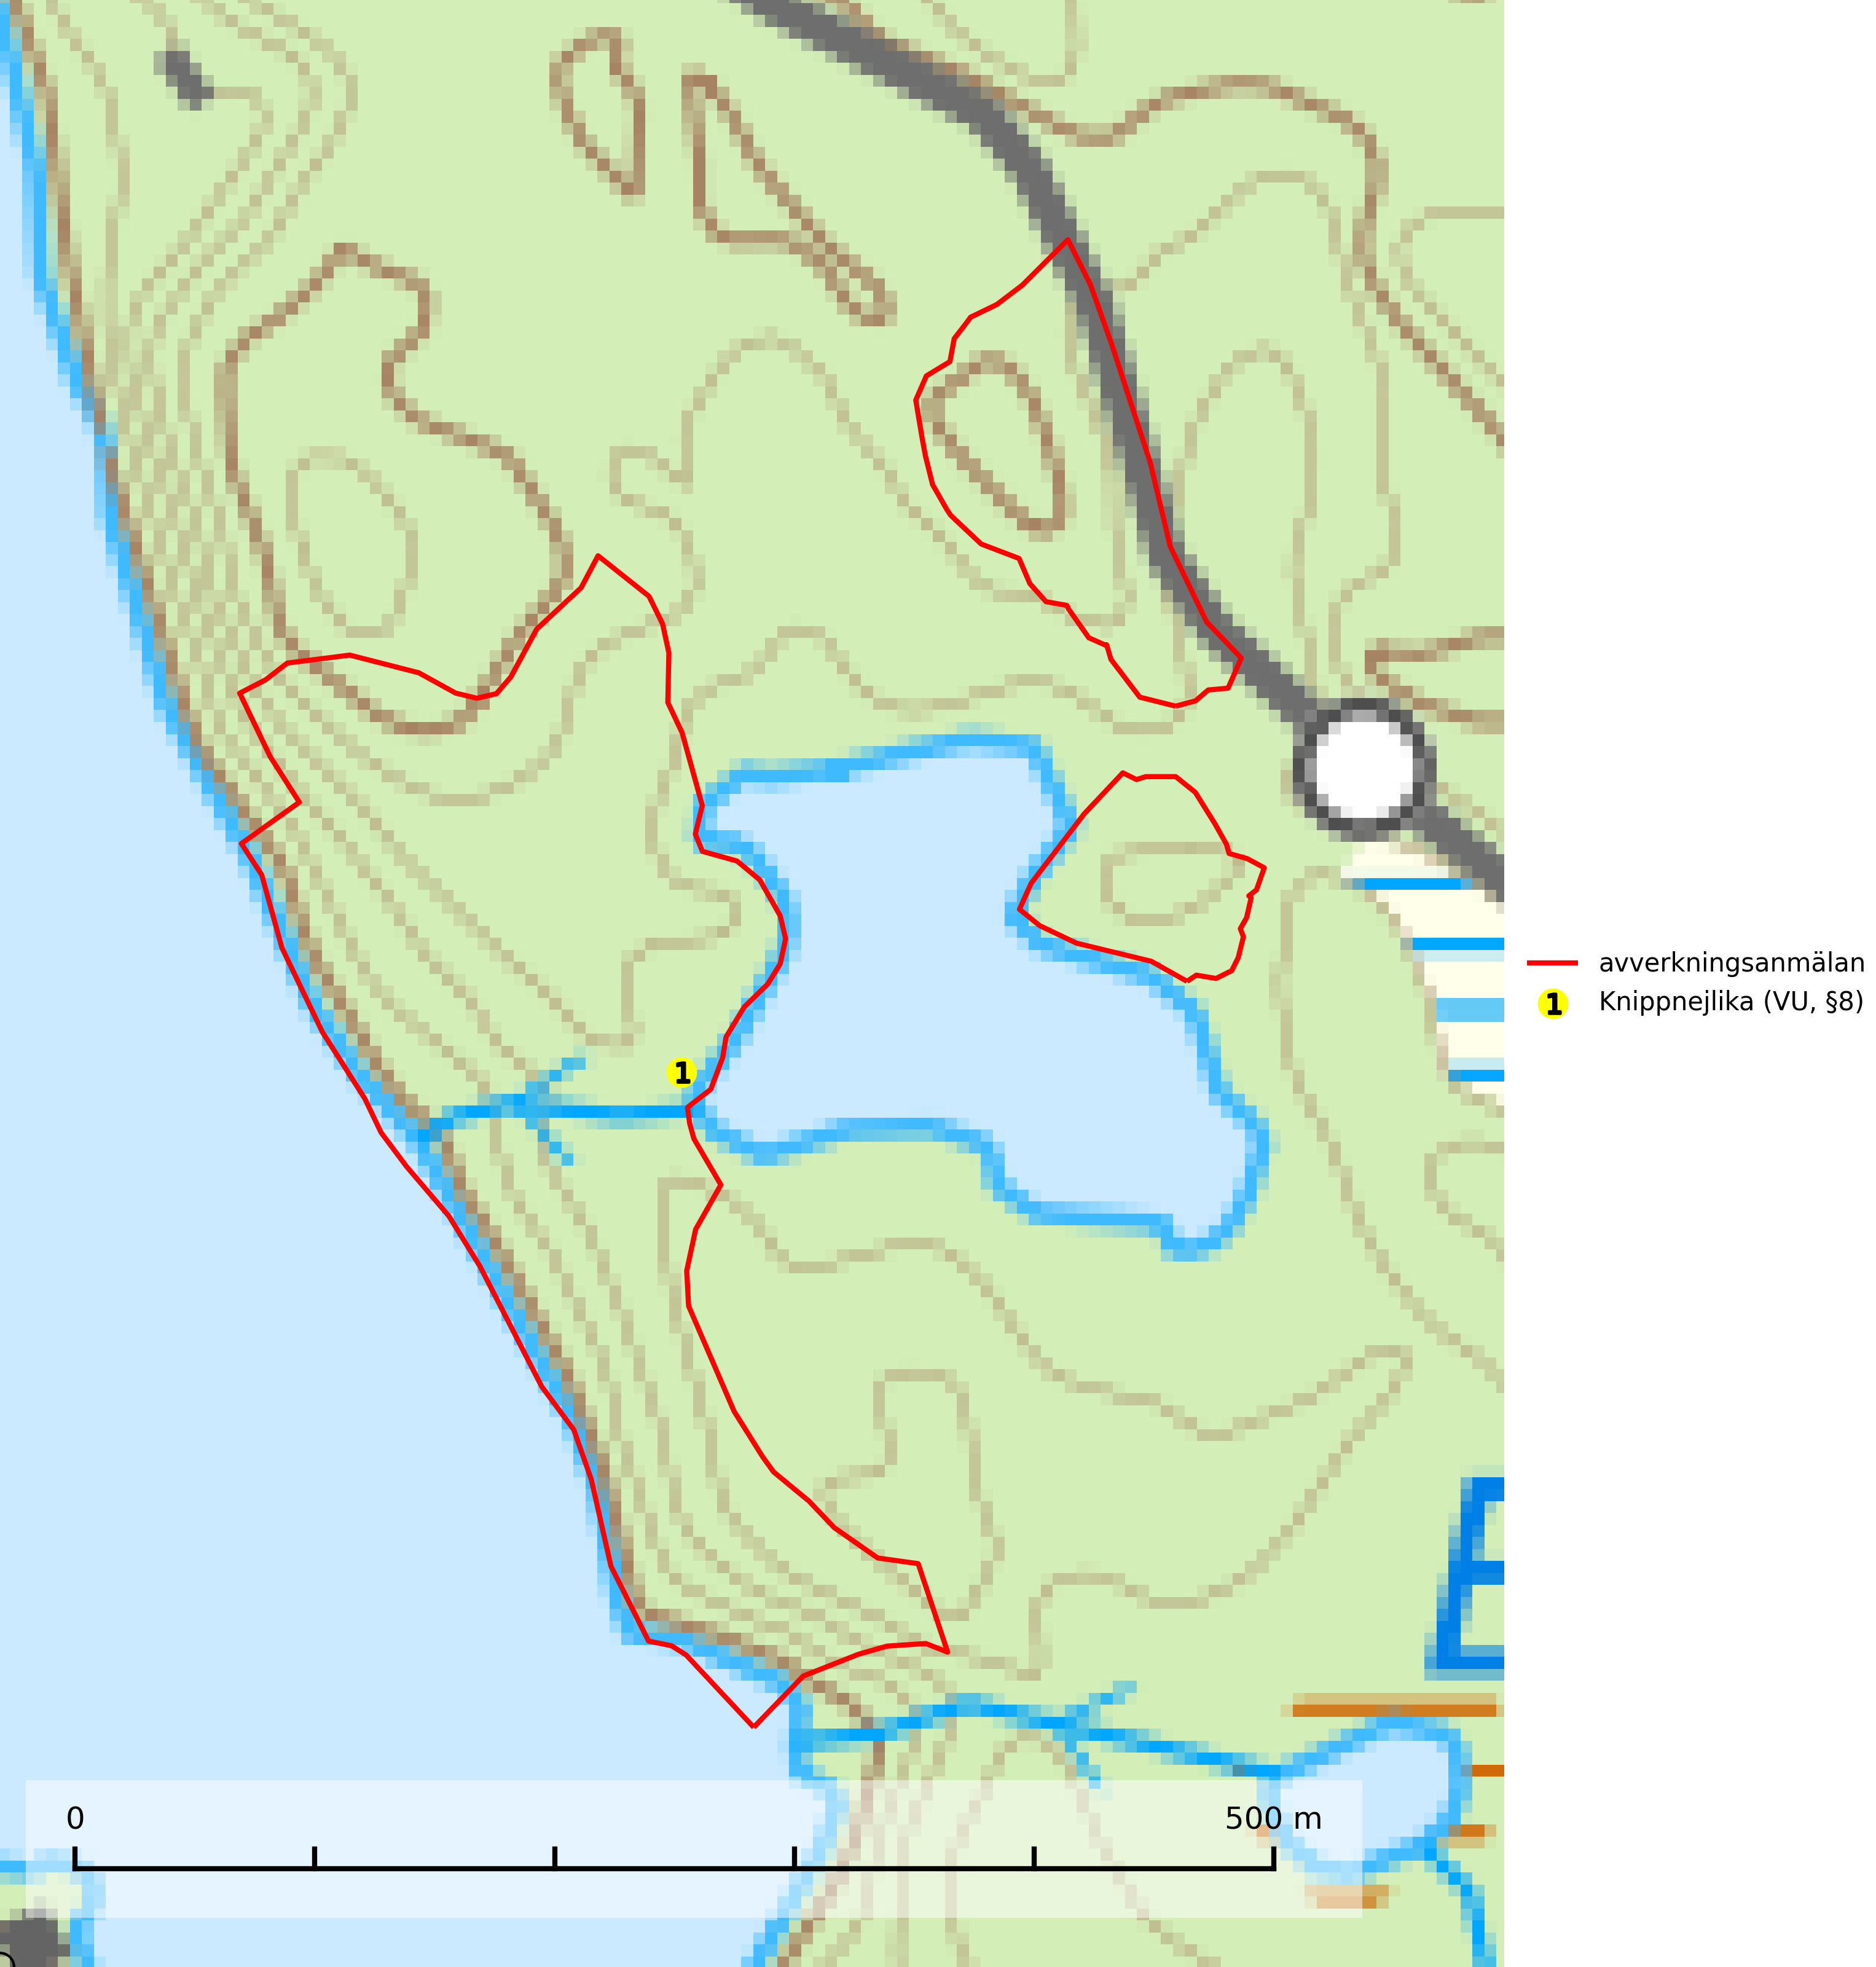 1
avverkningsanmälan
1 Knippnejlika (VU, §8)
0 500 m